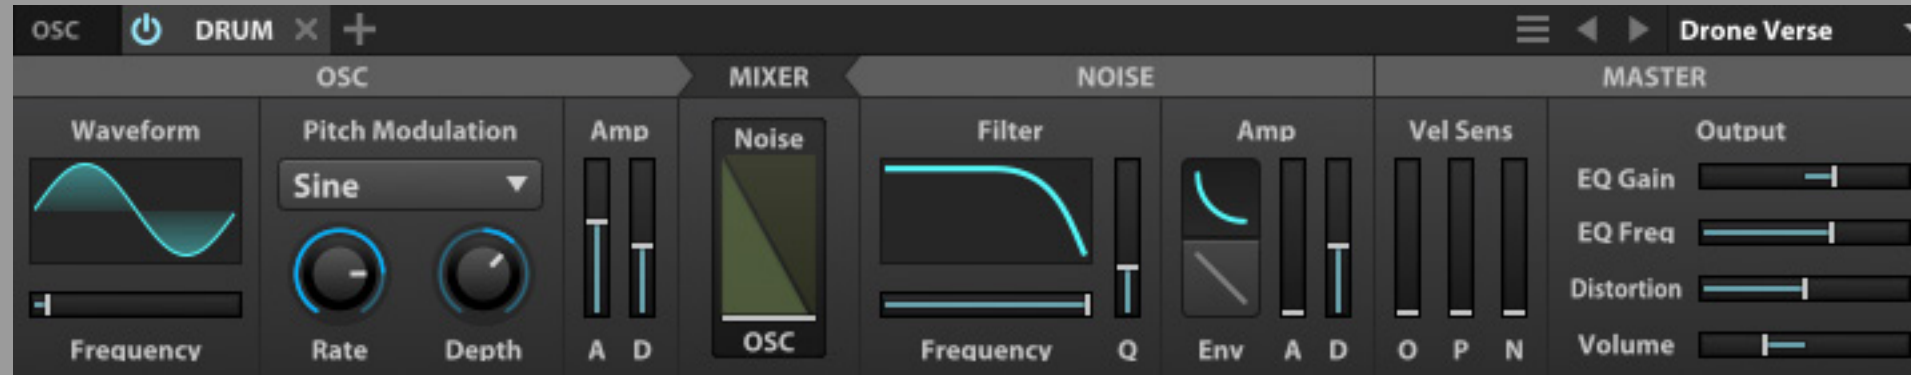 OSC DRUM Drone Verse
OSC MIXER NOISE MASTER
Waveform Pitch Modulation Amp Noise Filter Amp Vel Sens Output
Sine
EQ Gain
EQ Freq
Distortion
Volume
Frequency Rate Depth A D OSC Frequency Q Env A D O P N